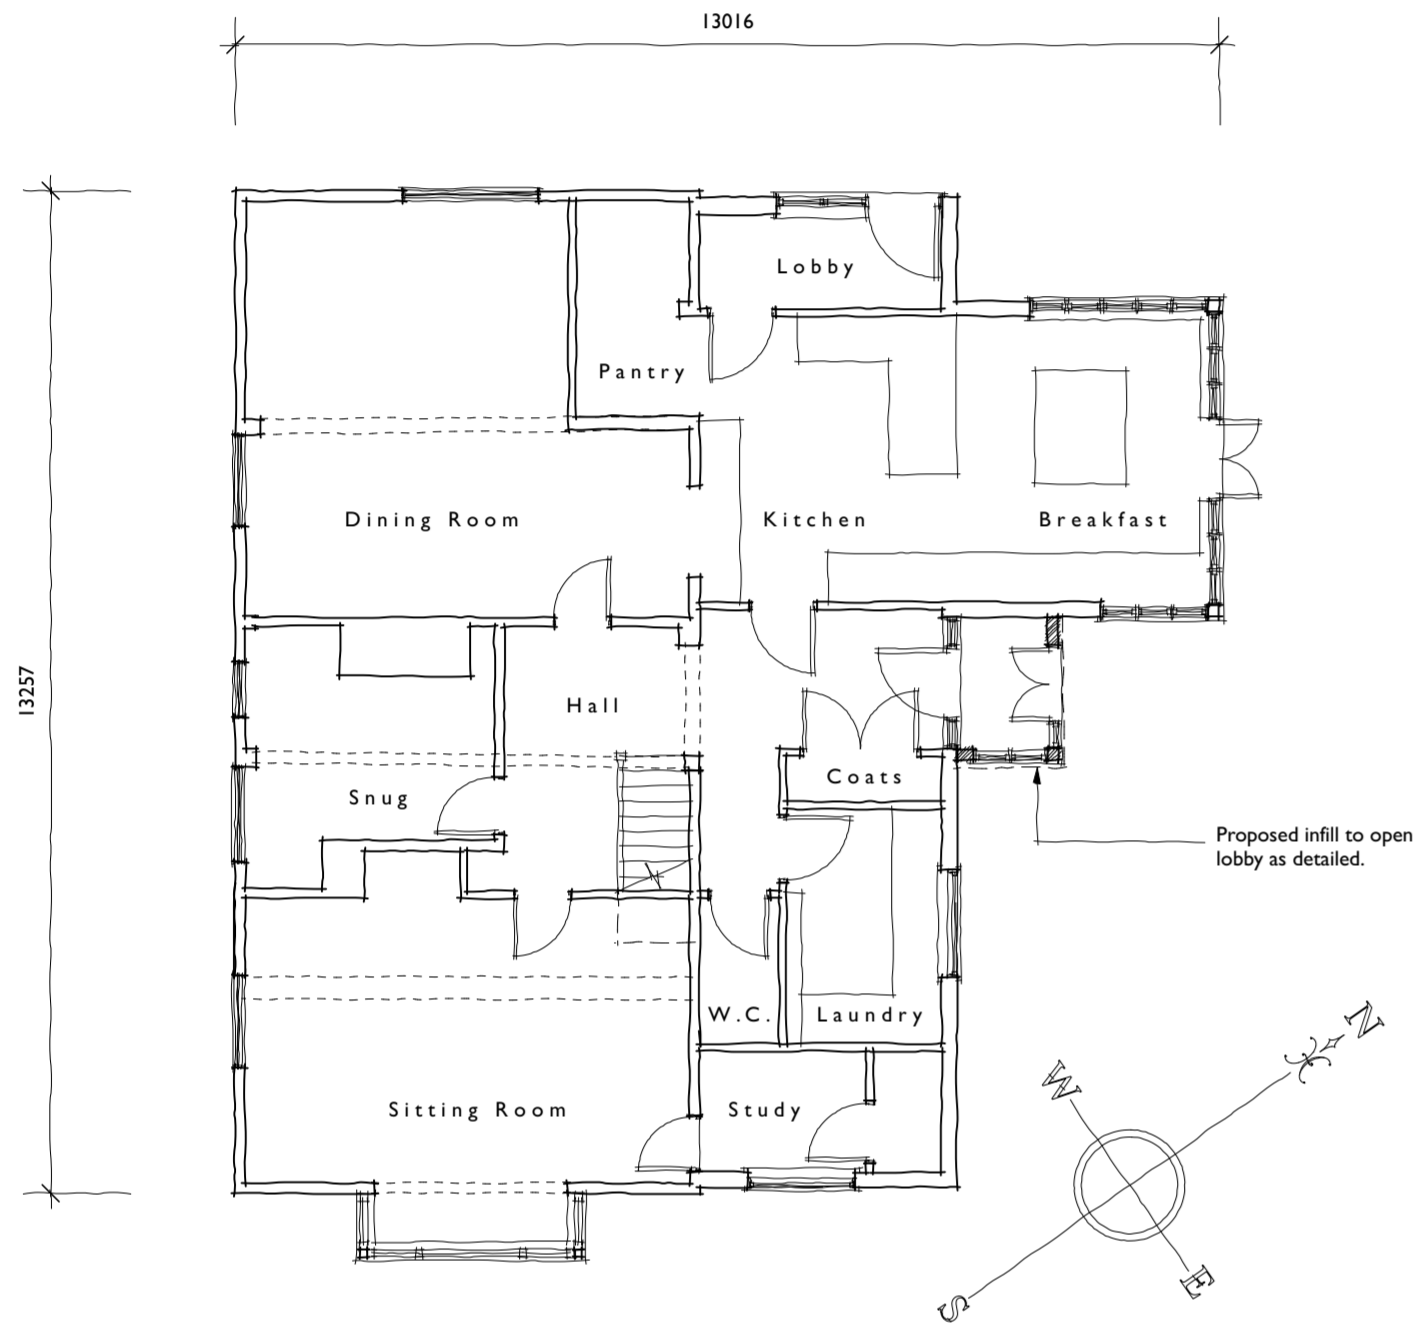 13016
Lobby
Pantry
Dining Room
Kitchen
Breakfast
13257
Hall
Coats
Snug
Proposed infill to open
lobby as detailed.
W.C.
Laundry
Sitting Room
Study
N
W
E
S